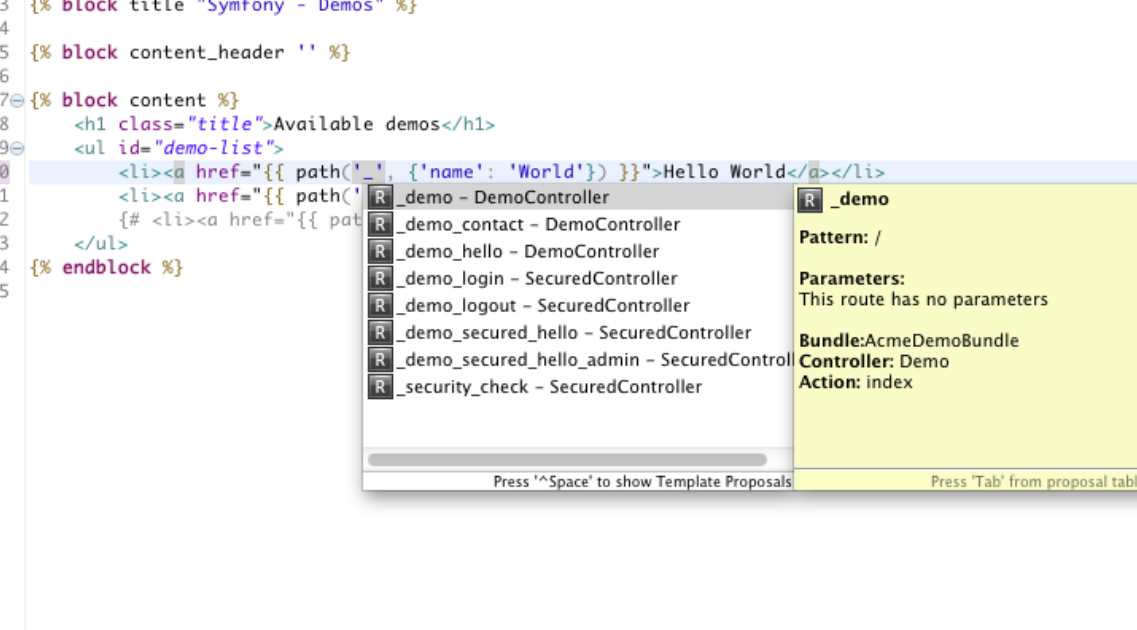 3 {% block title "Symfony - Demos" %}
4
5 {% block content_header '' %}
6
7 {% block content %}
8 <h1 class="title">Available demos</h1>
9 <ul id="demo-list">
0 <li><a href="{{ path('_', {'name': 'World'}) }}">Hello World</a></li>
1 <li><a href="{{ path('
2 {# <li><a href="{{ pat
3 </ul>
4 {% endblock %}
5
R _demo – DemoController
R _demo_contact – DemoController
R _demo_hello – DemoController
R _demo_login – SecuredController
R _demo_logout – SecuredController
R _demo_secured_hello – SecuredController
R _demo_secured_hello_admin – SecuredControll
R _security_check – SecuredController
Press '^Space' to show Template Proposals
R _demo
Pattern: /
Parameters:
This route has no parameters
Bundle:AcmeDemoBundle
Controller: Demo
Action: index
Press 'Tab' from proposal tabl